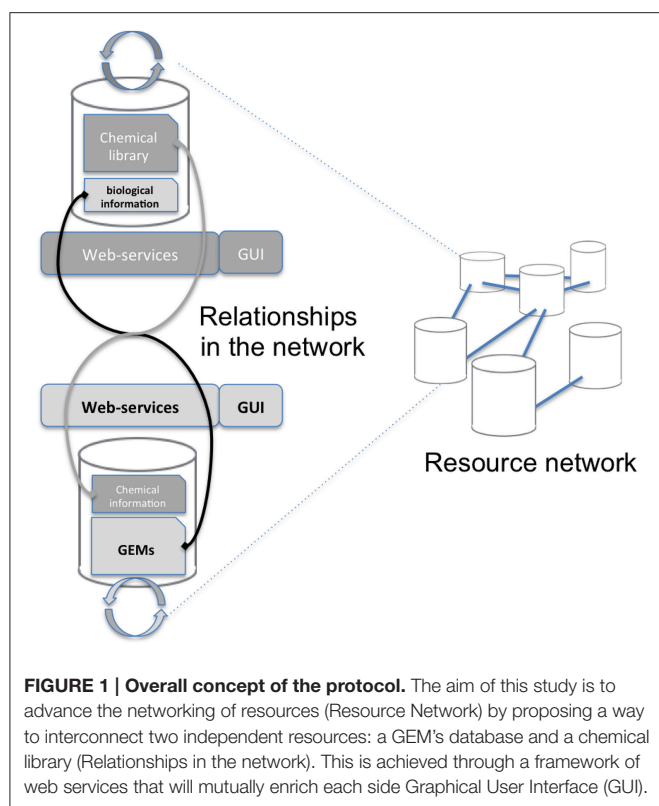 Chemical
library
biological
information
Web-services
GUI
Relationships
in the network
Web-services
GUI
Chemical
information
GEMs
Resource network
FIGURE 1 | Overall concept of the protocol. The aim of this study is to
advance the networking of resources (Resource Network) by proposing a way
to interconnect two independent resources: a GEM's database and a chemical
library (Relationships in the network). This is achieved through a framework of
web services that will mutually enrich each side Graphical User Interface (GUI).